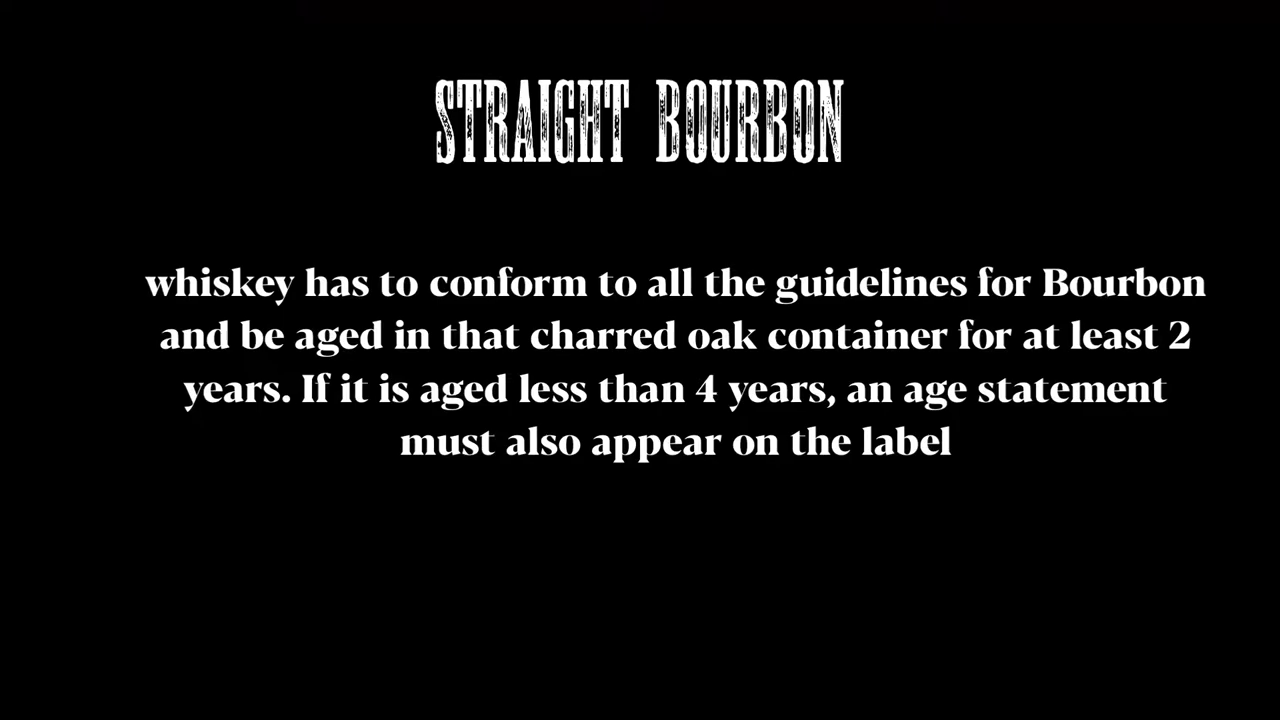 STRAIGHT BOURBON
whiskey has to conform to all the guidelines for Bourbon
and be aged in that charred oak container for at least 2
years. If it is aged less than 4 years, an age statement
must also appear on the label